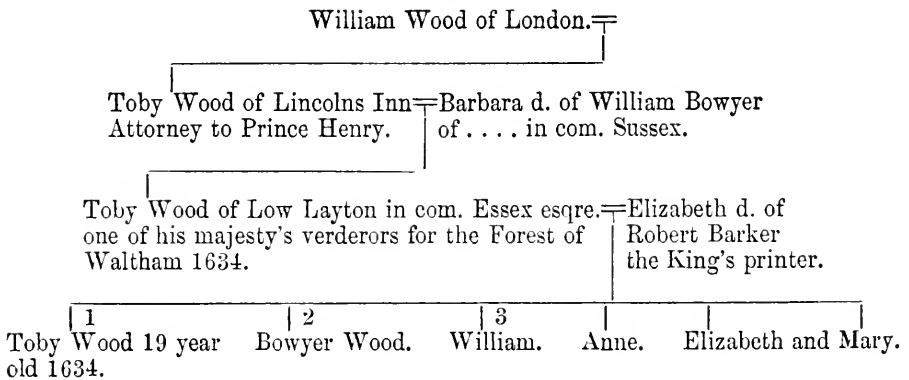 William Wood of London.
Toby Wood of Lincolns Inn
Attorney to Prince Henry.
Barbara d. of William Bowyer
of . . . . in com. Sussex.
Toby Wood of Low Layton in com. Essex esqre.
one of his majesty's verderors for the Forest of
Waltham 1634.
Elizabeth d. of
Robert Barker
the King's printer.
1
Toby Wood 19 year
old 1634.
2
Bowyer Wood.
3
William.
Anne.
Elizabeth and Mary.